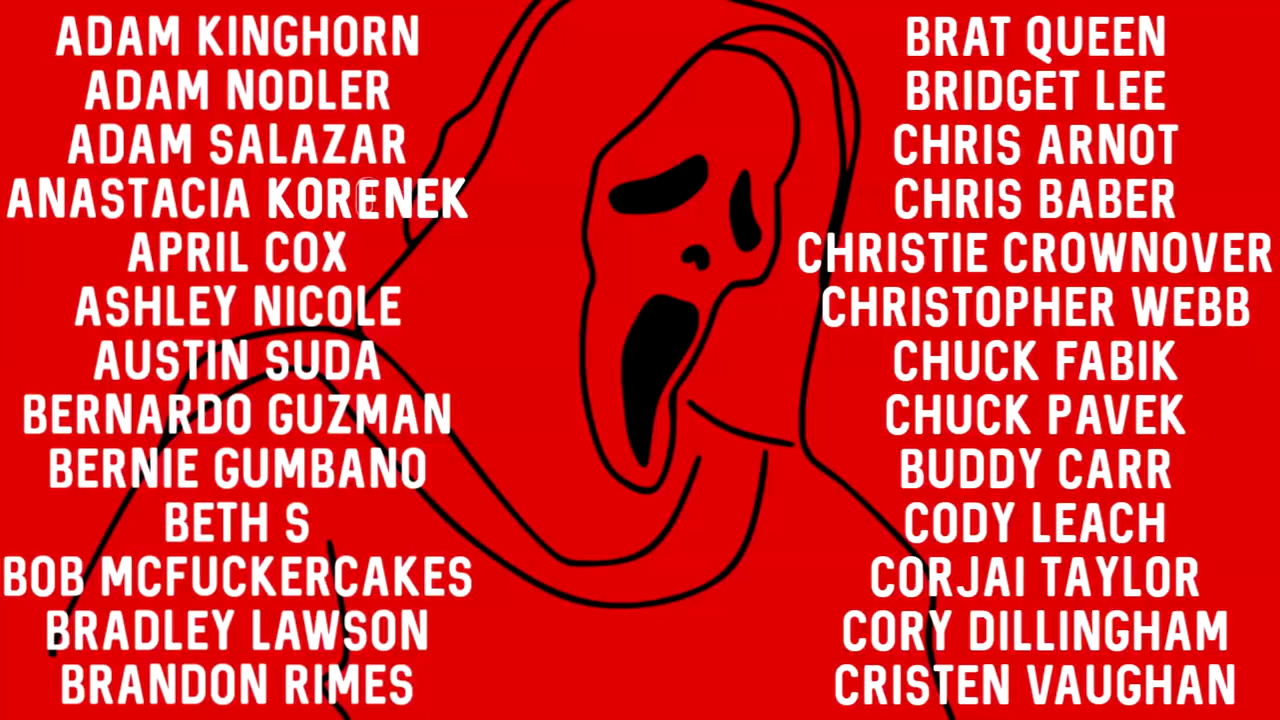 ADAM KINGHORN
ADAM NODLER
ADAM SALAZAR
ANASTACIA KORENEK
APRIL COX
ASHLEY NICOLE
AUSTIN SUDA
BERNARDO GUZMAN
BERNIE GUMBANO
BETH S
BOB MCFUCKERCAKES
BRADLEY LAWSON
BRANDON RIMES
BRAT QUEEN
BRIDGET LEE
CHRIS ARNOT
CHRIS BABER
CHRISTIE CROWNOVER
CHRISTOPHER WEBB
CHUCK FABIK
CHUCK PAVEK
BUDDY CARR
CODY LEACH
CORJAI TAYLOR
CORY DILLINGHAM
CRISTEN VAUGHAN